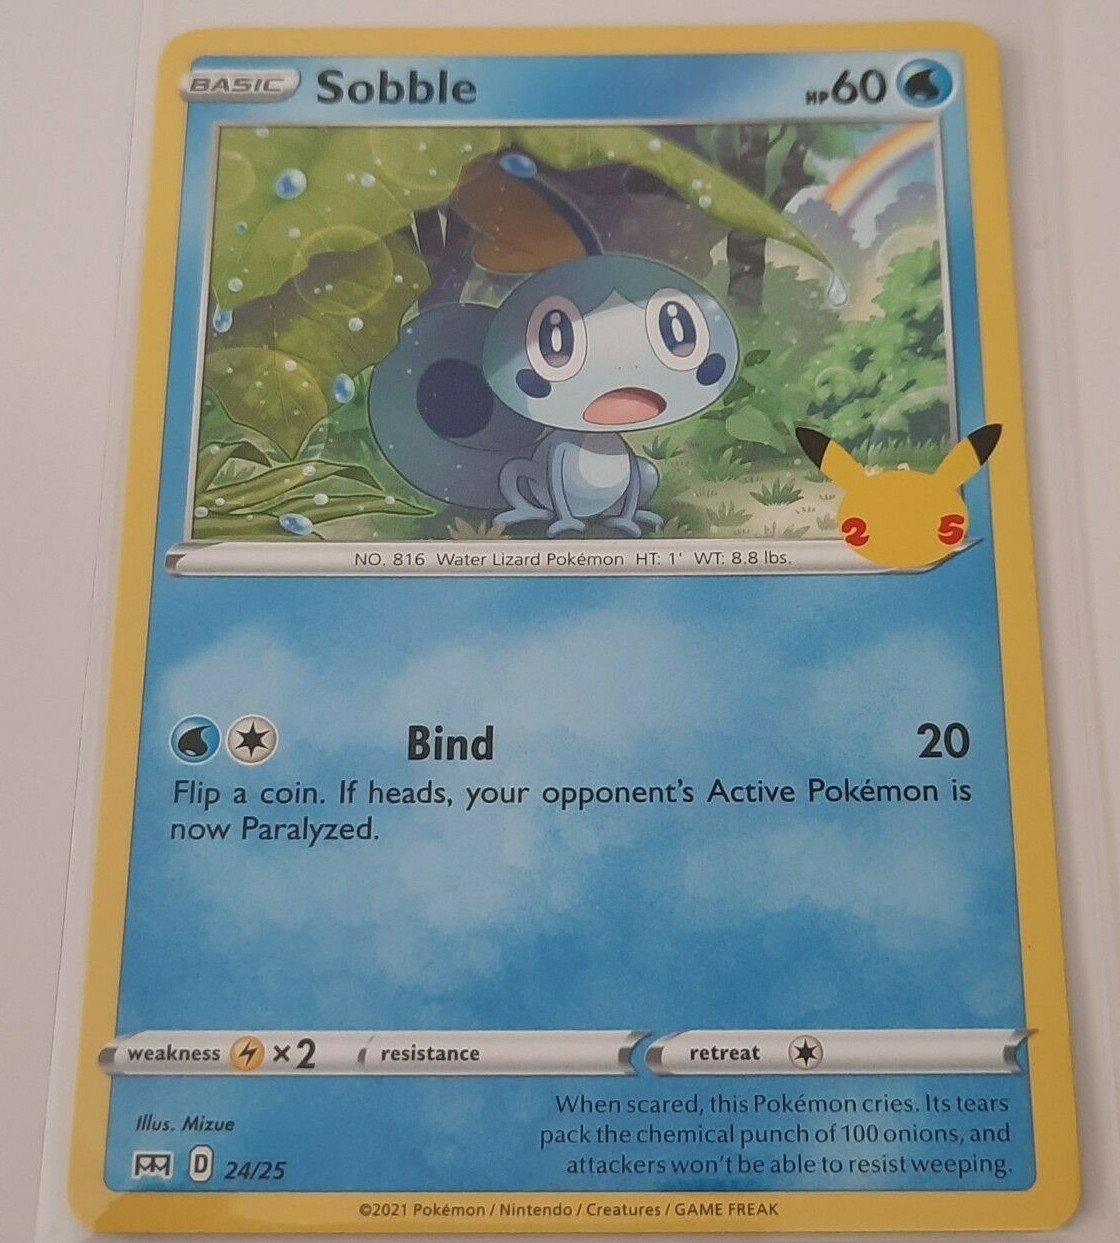 BASIC Sobble HP60
2 5
NO. 816 Water Lizard Pokémon HT: 1' WT: 8.8 lbs.
Bind 20
Flip a coin. If heads, your opponent's Active Pokémon is
now Paralyzed.
weakness ×2 resistance retreat
When scared, this Pokémon cries. Its tears
pack the chemical punch of 100 onions, and
attackers won't be able to resist weeping.
Illus. Mizue
D 24/25
©2021 Pokémon / Nintendo / Creatures / GAME FREAK